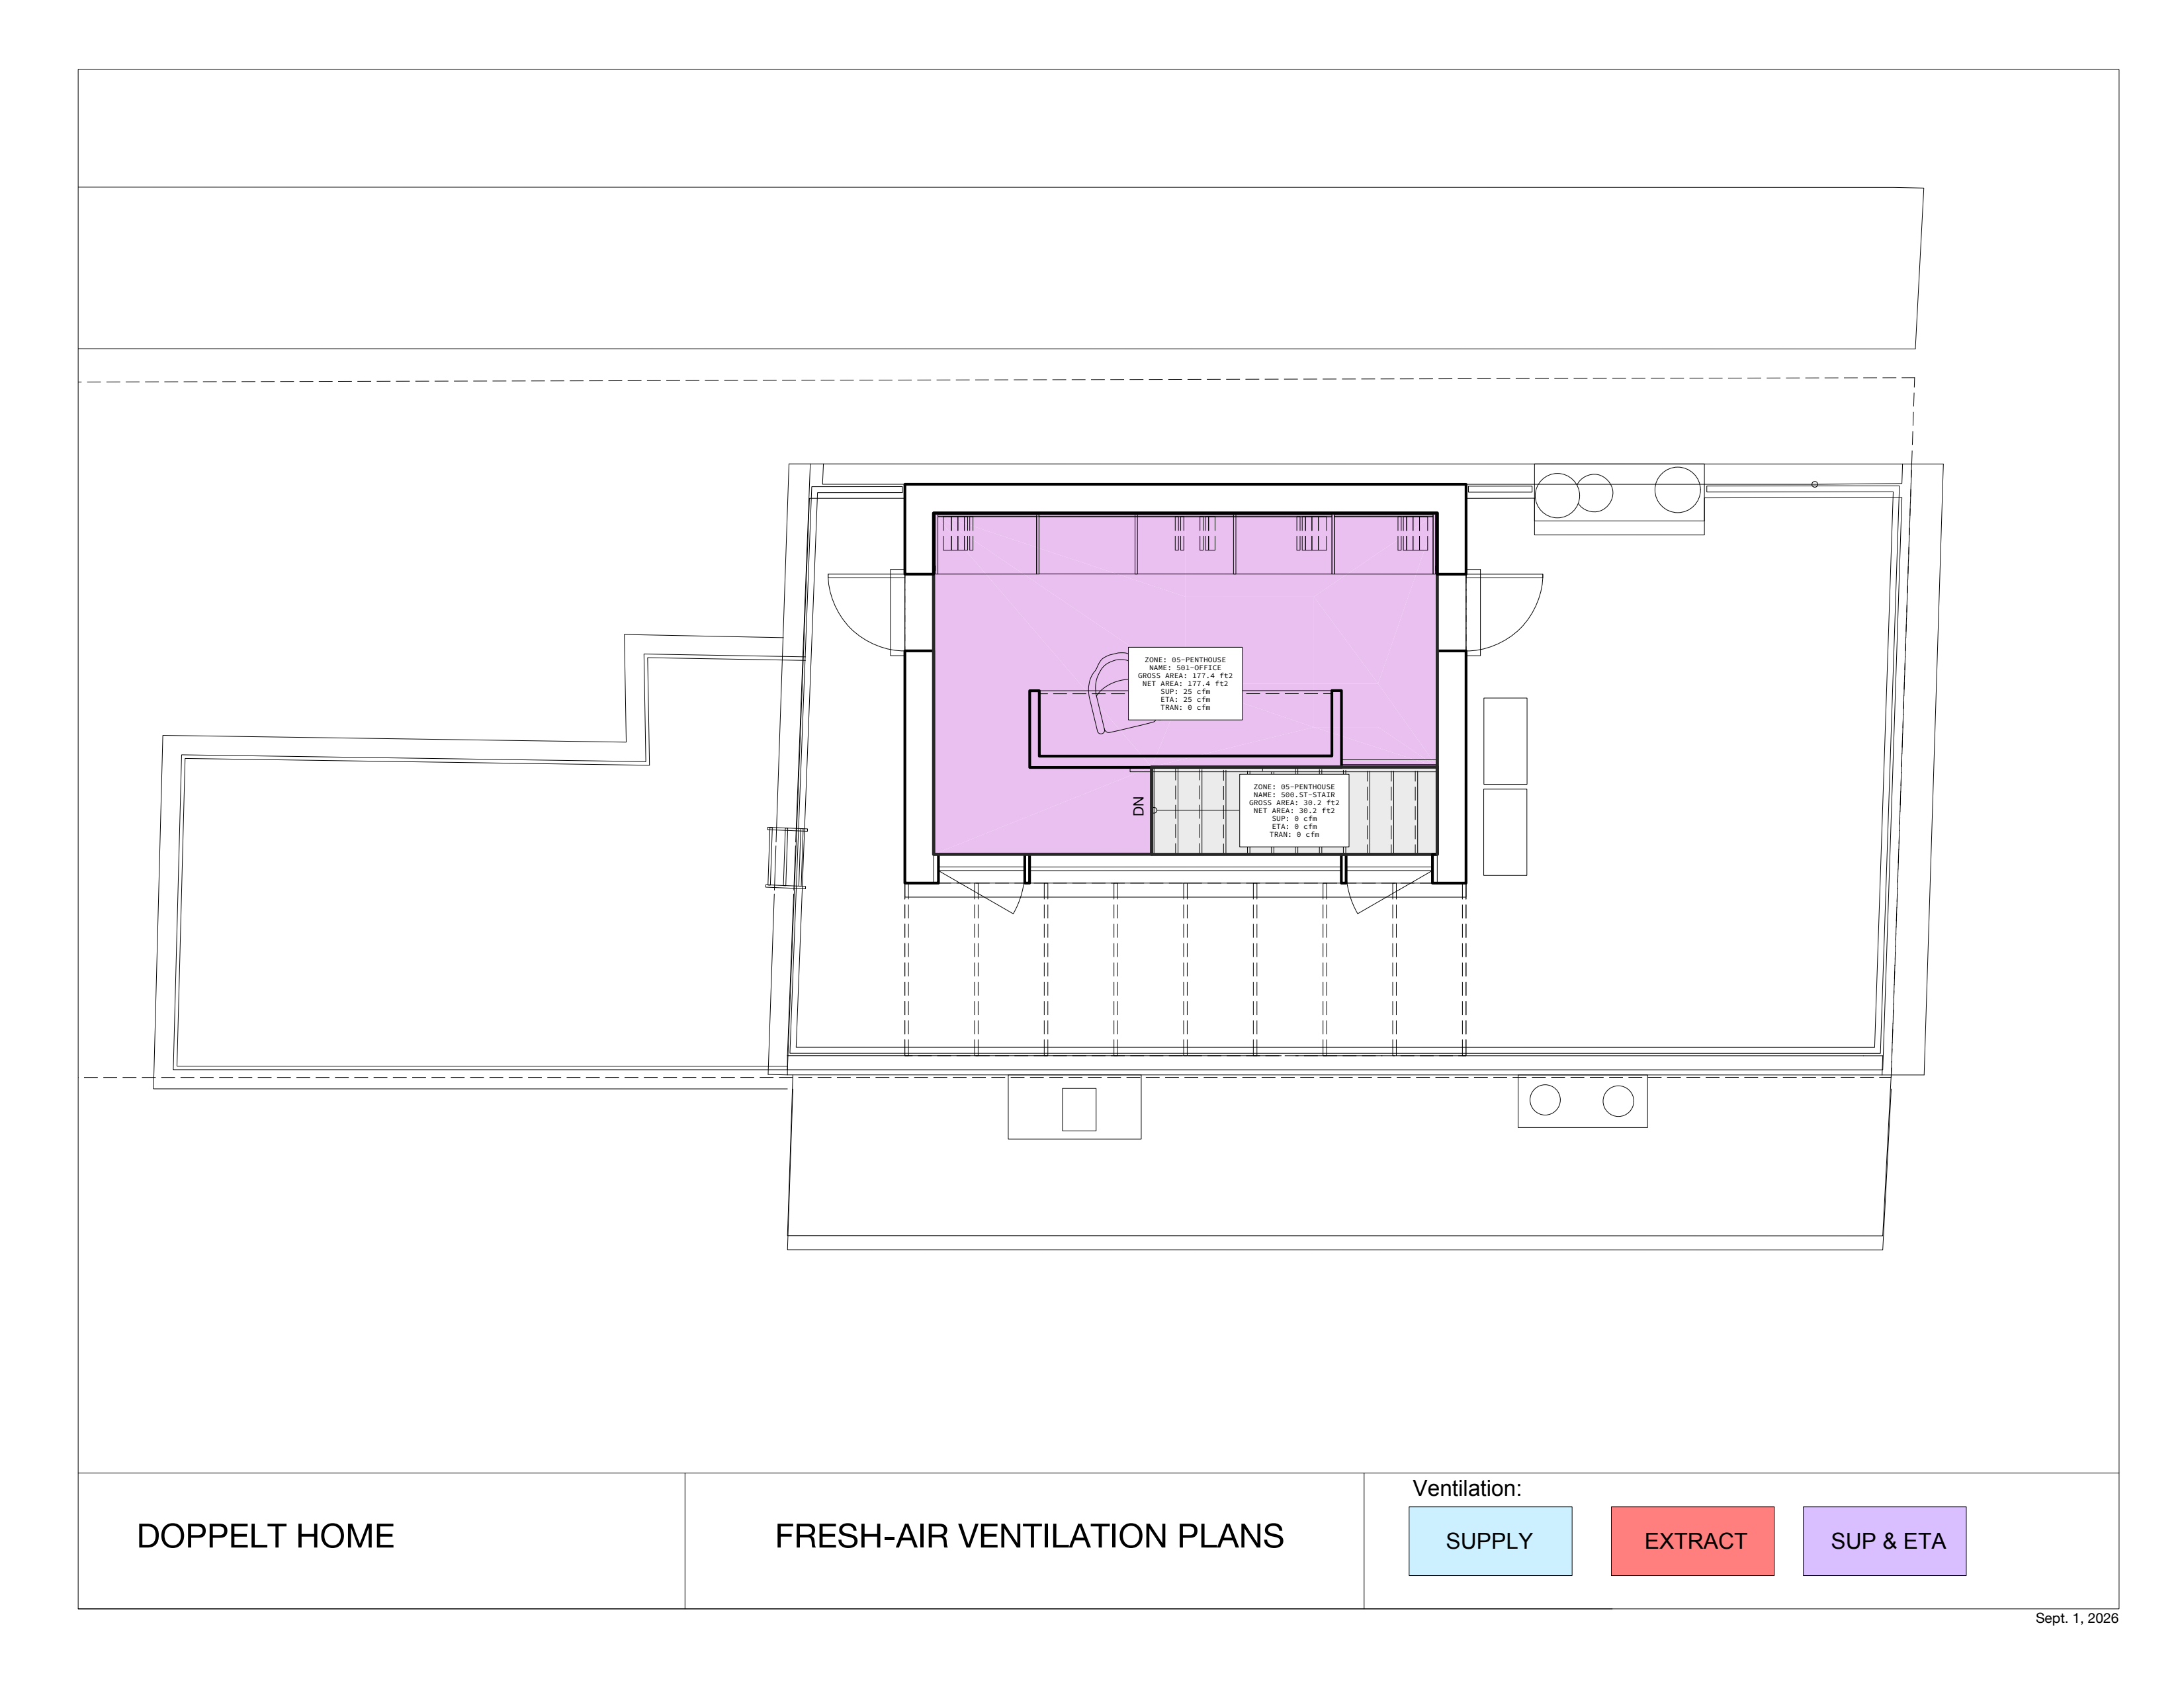 ZONE: 05-PENTHOUSE
NAME: 501-OFFICE
GROSS AREA: 177.4 ft2
NET AREA: 177.4 ft2
SUP: 25 cfm
ETA: 25 cfm
TRAN: 0 cfm
DN
ZONE: 05-PENTHOUSE
NAME: 500.ST-STAIR
GROSS AREA: 30.2 ft2
NET AREA: 30.2 ft2
SUP: 0 cfm
ETA: 0 cfm
TRAN: 0 cfm
DOPPELT HOME
FRESH-AIR VENTILATION PLANS
Ventilation:
SUPPLY
EXTRACT
SUP & ETA
Sept. 1, 2026